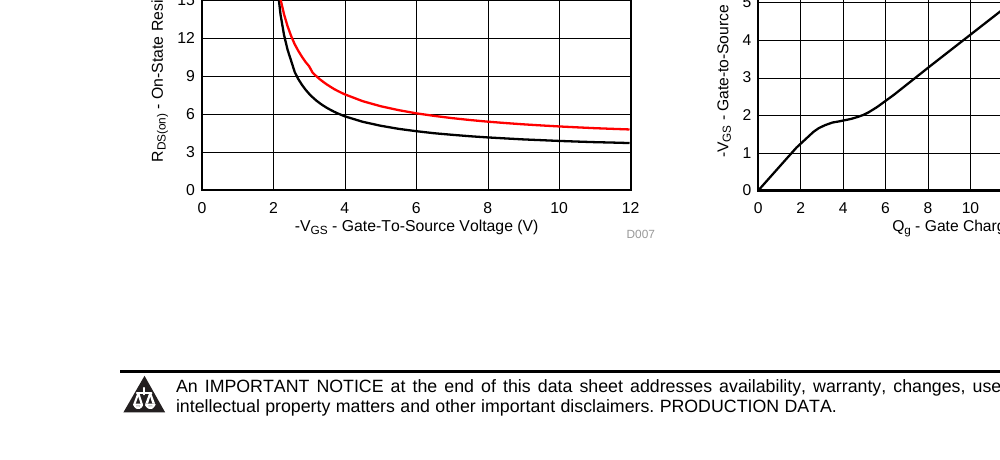 RDS(on) - On-State Resi
15
12
9
6
3
0
0 2 4 6 8 10 12
-VGS - Gate-To-Source Voltage (V)
D007
-VGS - Gate-to-Source
5
4
3
2
1
0
0 2 4 6 8 10
Qg - Gate Charg
An IMPORTANT NOTICE at the end of this data sheet addresses availability, warranty, changes, use
intellectual property matters and other important disclaimers. PRODUCTION DATA.